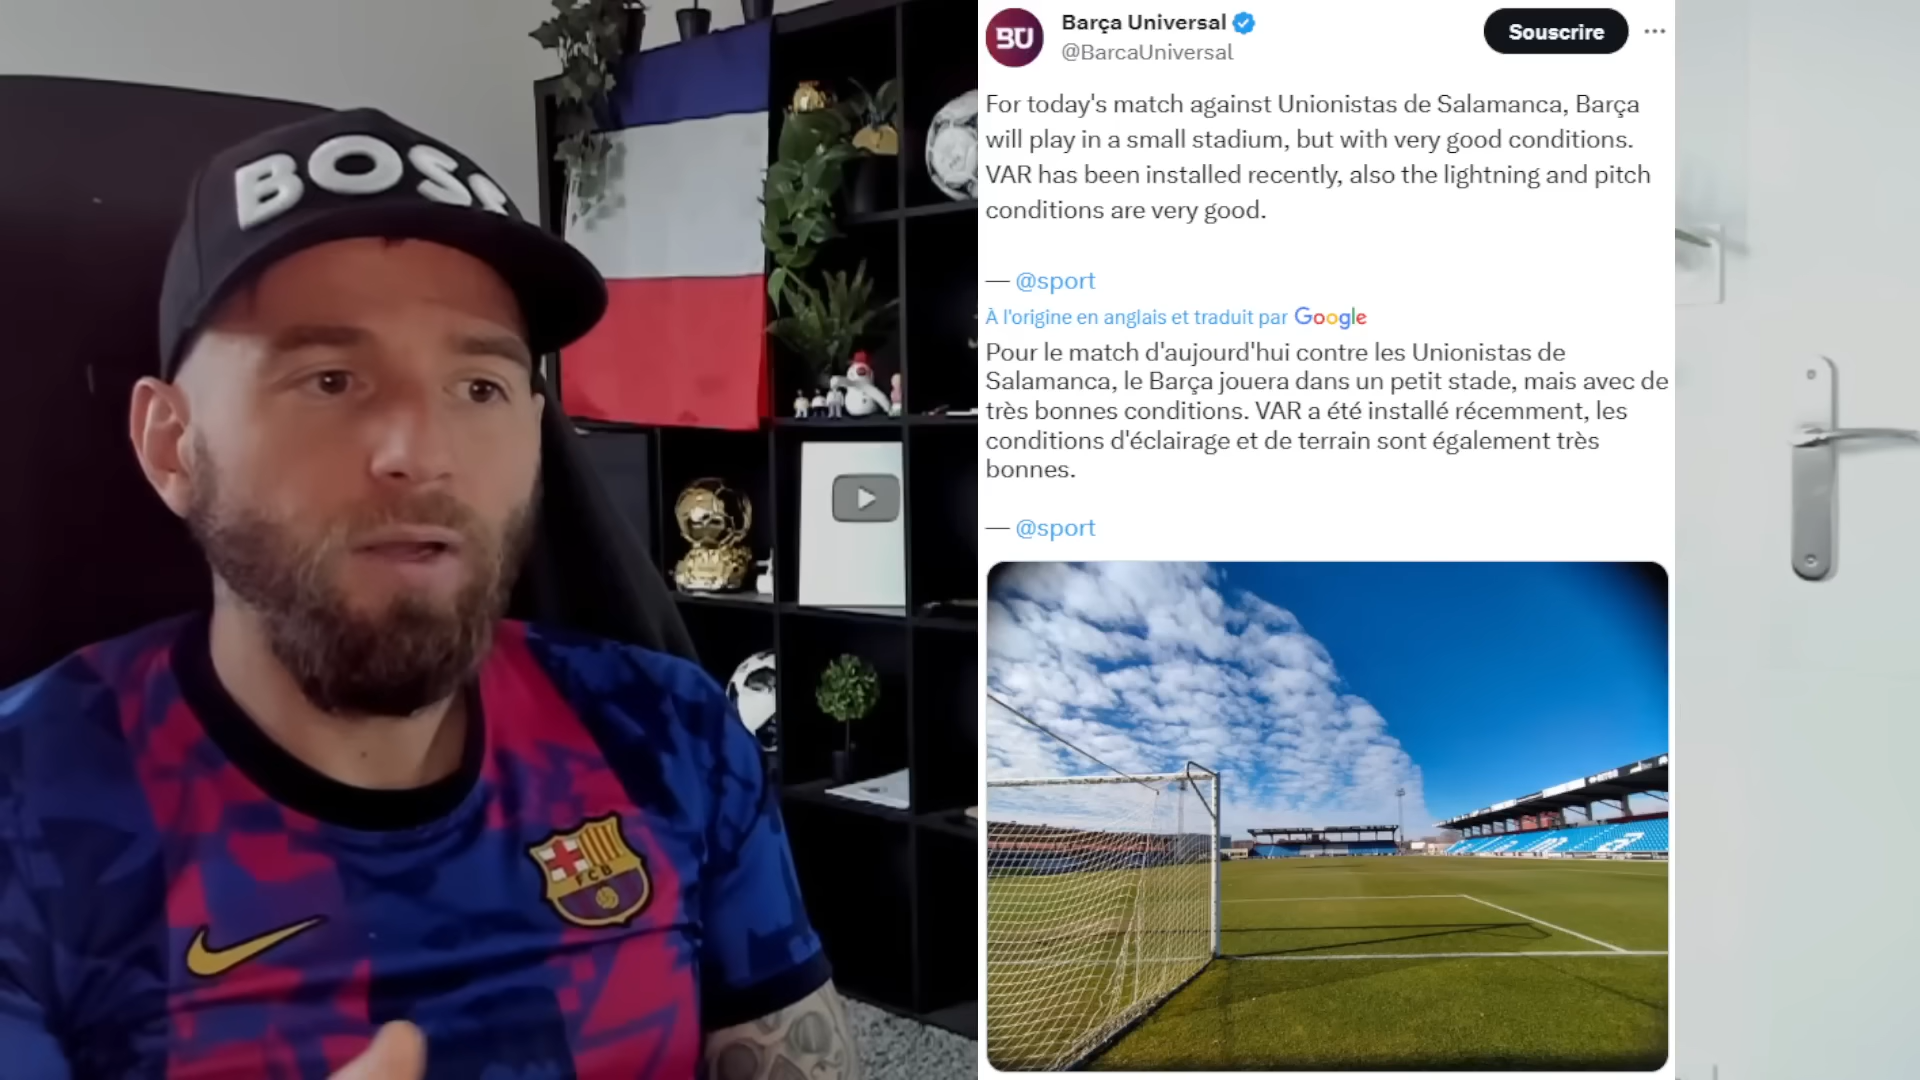 BOSS
FCB
BU
Barça Universal
@BarcaUniversal
Souscrire
For today's match against Unionistas de Salamanca, Barça
will play in a small stadium, but with very good conditions.
VAR has been installed recently, also the lightning and pitch
conditions are very good.
— @sport
À l'origine en anglais et traduit par Google
Pour le match d'aujourd'hui contre les Unionistas de
Salamanca, le Barça jouera dans un petit stade, mais avec de
très bonnes conditions. VAR a été installé récemment, les
conditions d'éclairage et de terrain sont également très
bonnes.
— @sport